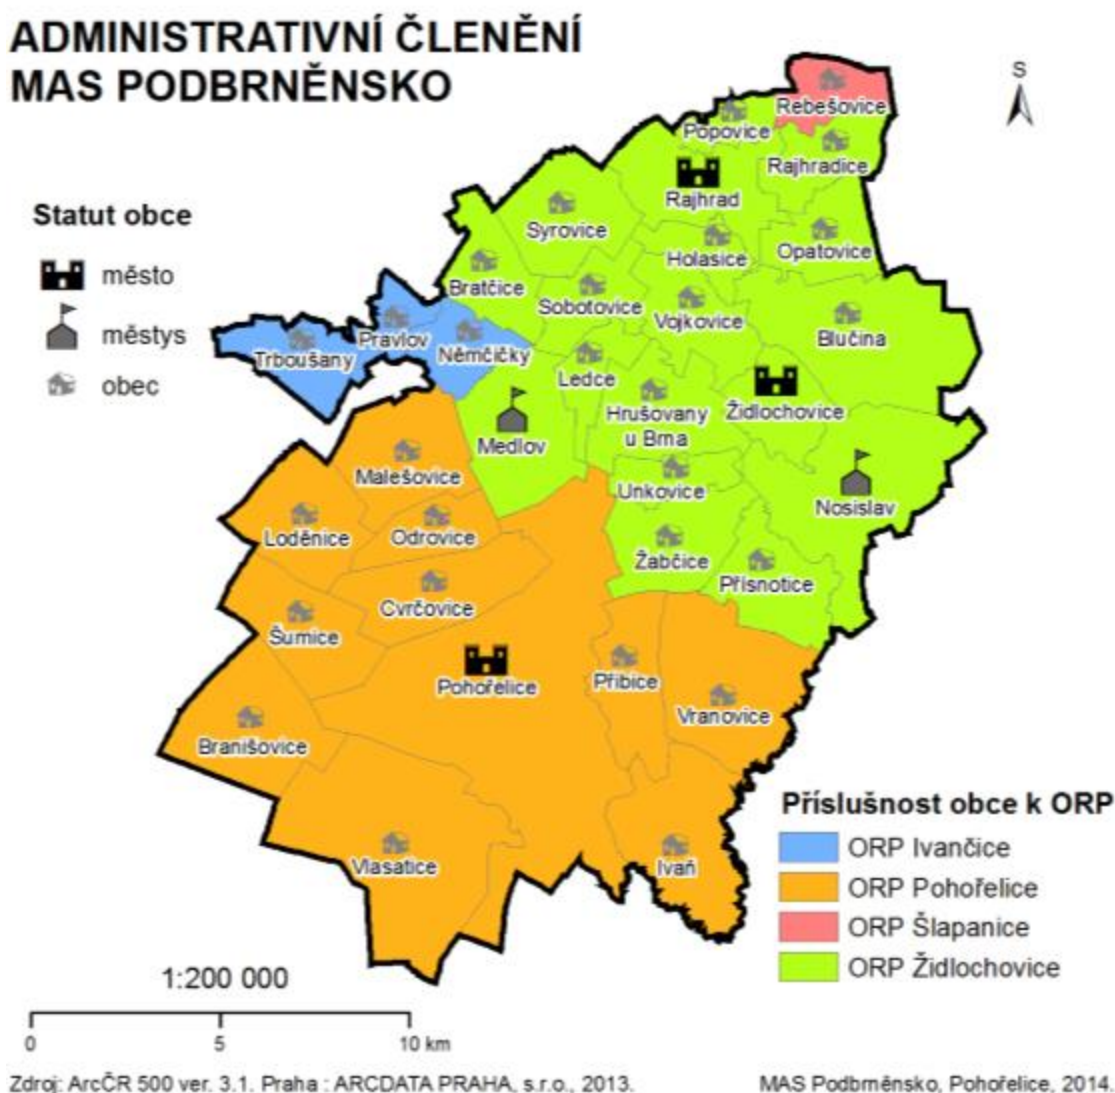 ADMINISTRATIVNÍ ČLENĚNÍ
MAS PODBRNĚNSKO
S
Statut obce
město
městys
obec
Rebešovice
Popovice
Rajhradice
Rajhrad
Syrovice
Holasice
Opatovice
Bratčice
Sobotovice
Vojkovice
Blučina
Pravlov
Trboušany
Němčičky
Ledce
Hrušovany
u Brna
Židlochovice
Medlov
Malešovice
Unkovice
Nosislav
Loděnice
Odrovice
Žabčice
Přísnotice
Cvrčovice
Šumice
Pohořelice
Přibice
Vranovice
Branišovice
Vlasatice
Ivaň
Příslušnost obce k ORP
ORP Ivančice
ORP Pohořelice
ORP Šlapanice
ORP Židlochovice
1:200 000
0 5 10 km
Zdroj: ArcČR 500 ver. 3.1. Praha : ARCDATA PRAHA, s.r.o., 2013.
MAS Podbrněnsko, Pohořelice, 2014.